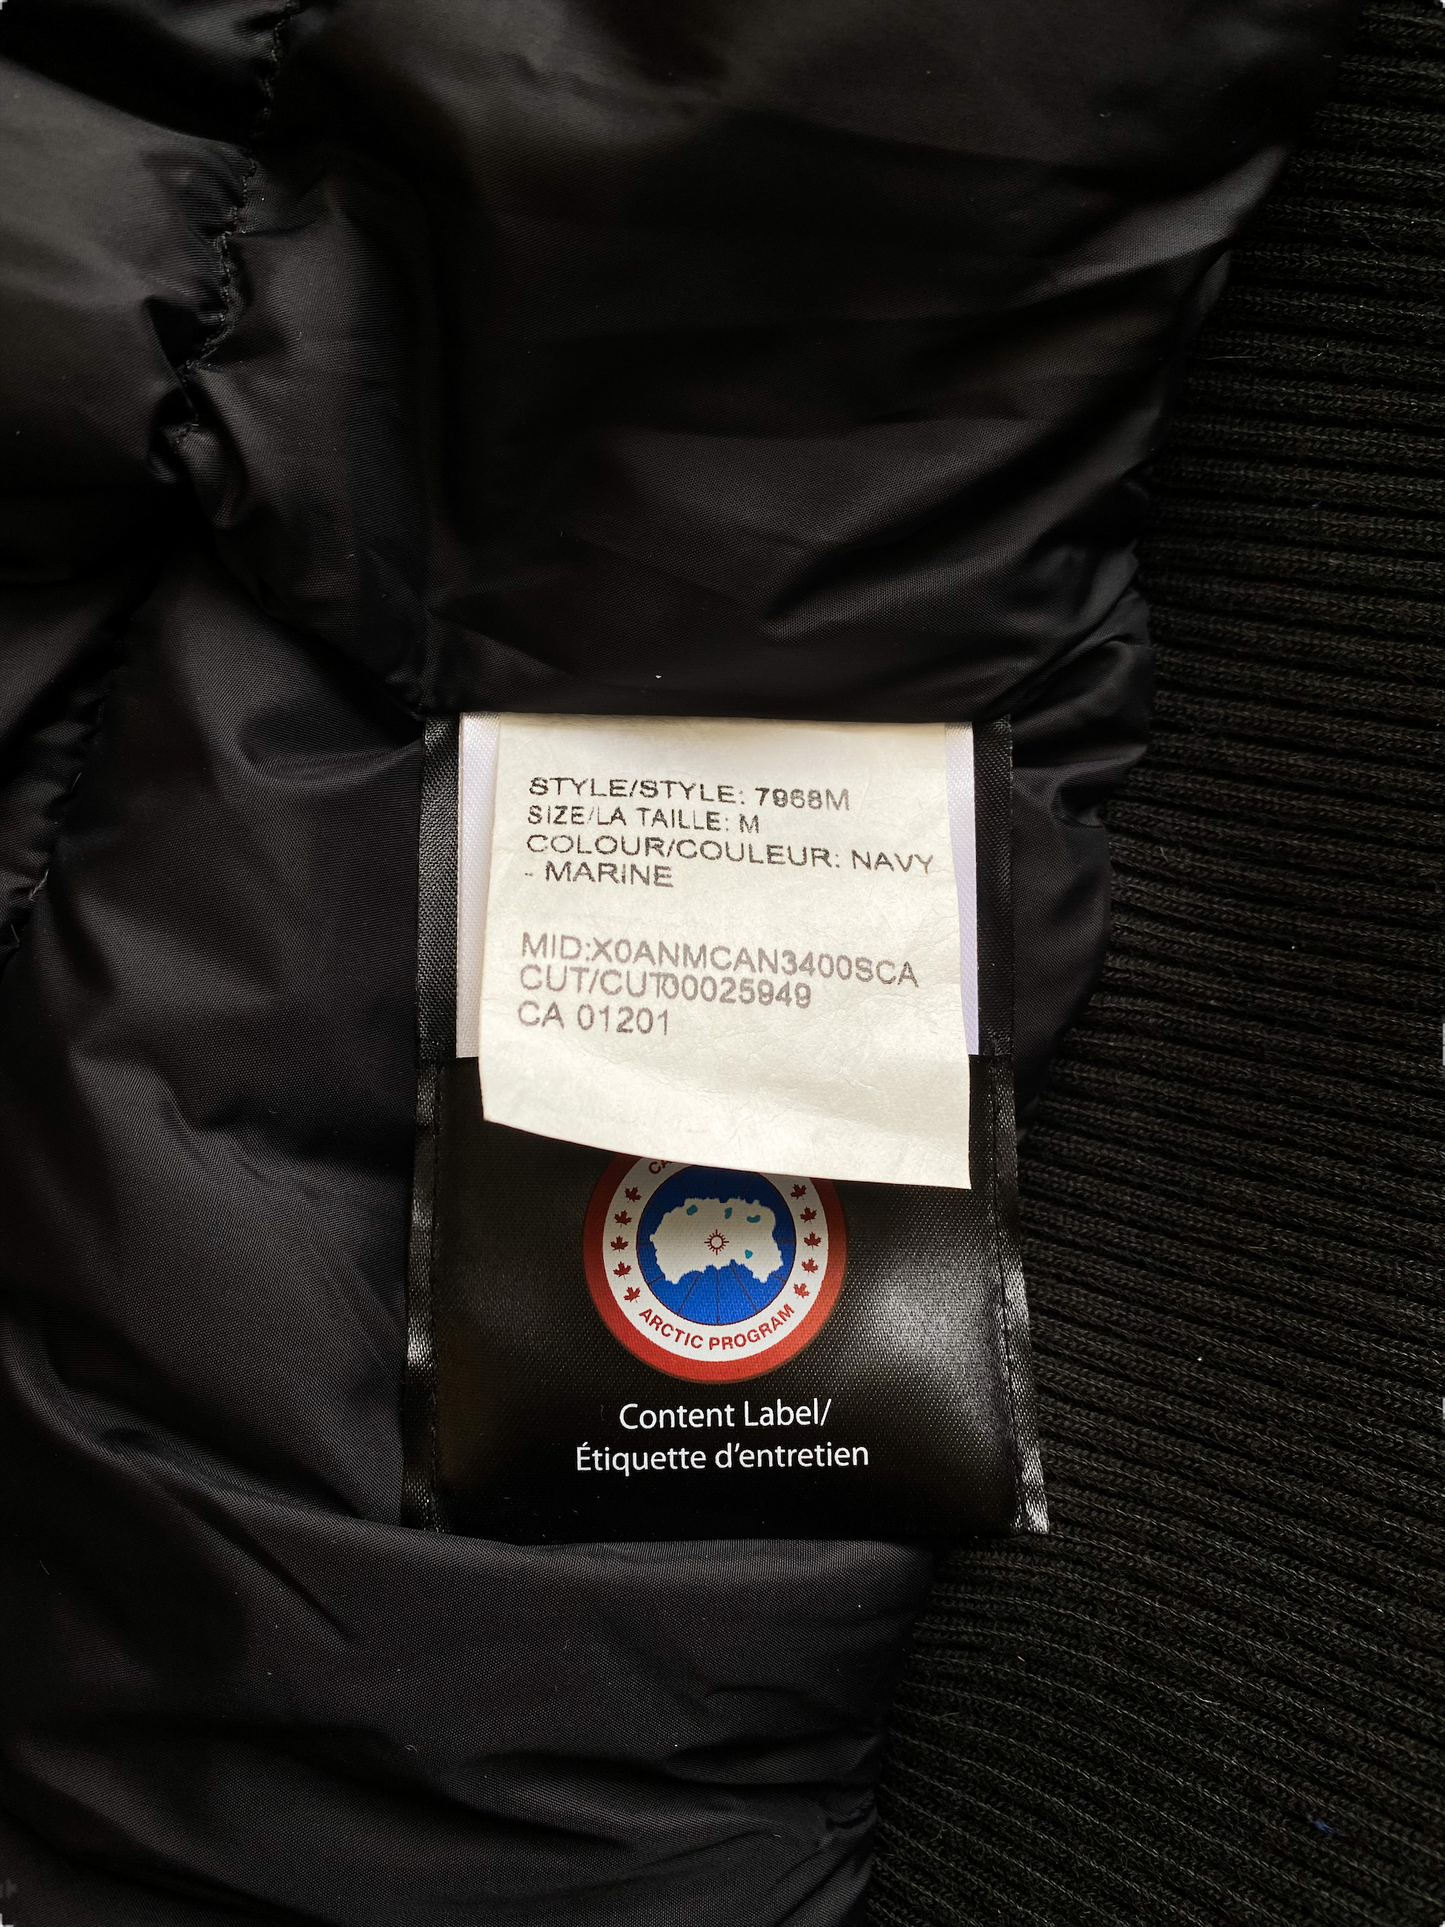 STYLE/STYLE: 7968M
SIZE/LA TAILLE: M
COLOUR/COULEUR: NAVY
- MARINE
MID:X0ANMCAN3400SCA
CUT/CUT00025949
CA 01201
ARCTIC PROGRAM
Content Label/
Étiquette d'entretien